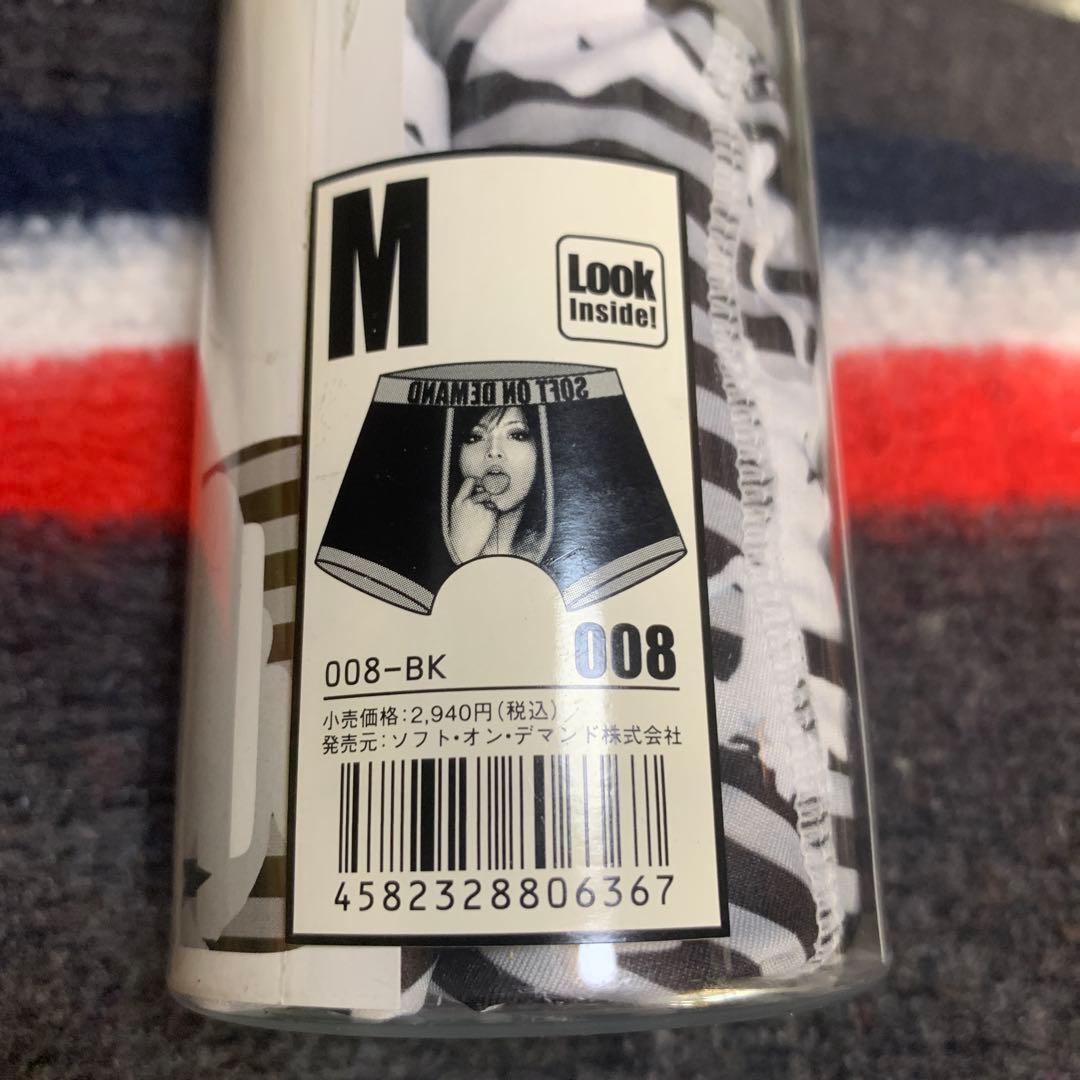 M
Look
Inside!
SOFT ON DEMAND
008-BK
008
小売価格:2,940円(税込)
発売元:ソフト・オン・デマンド株式会社
4582328806367